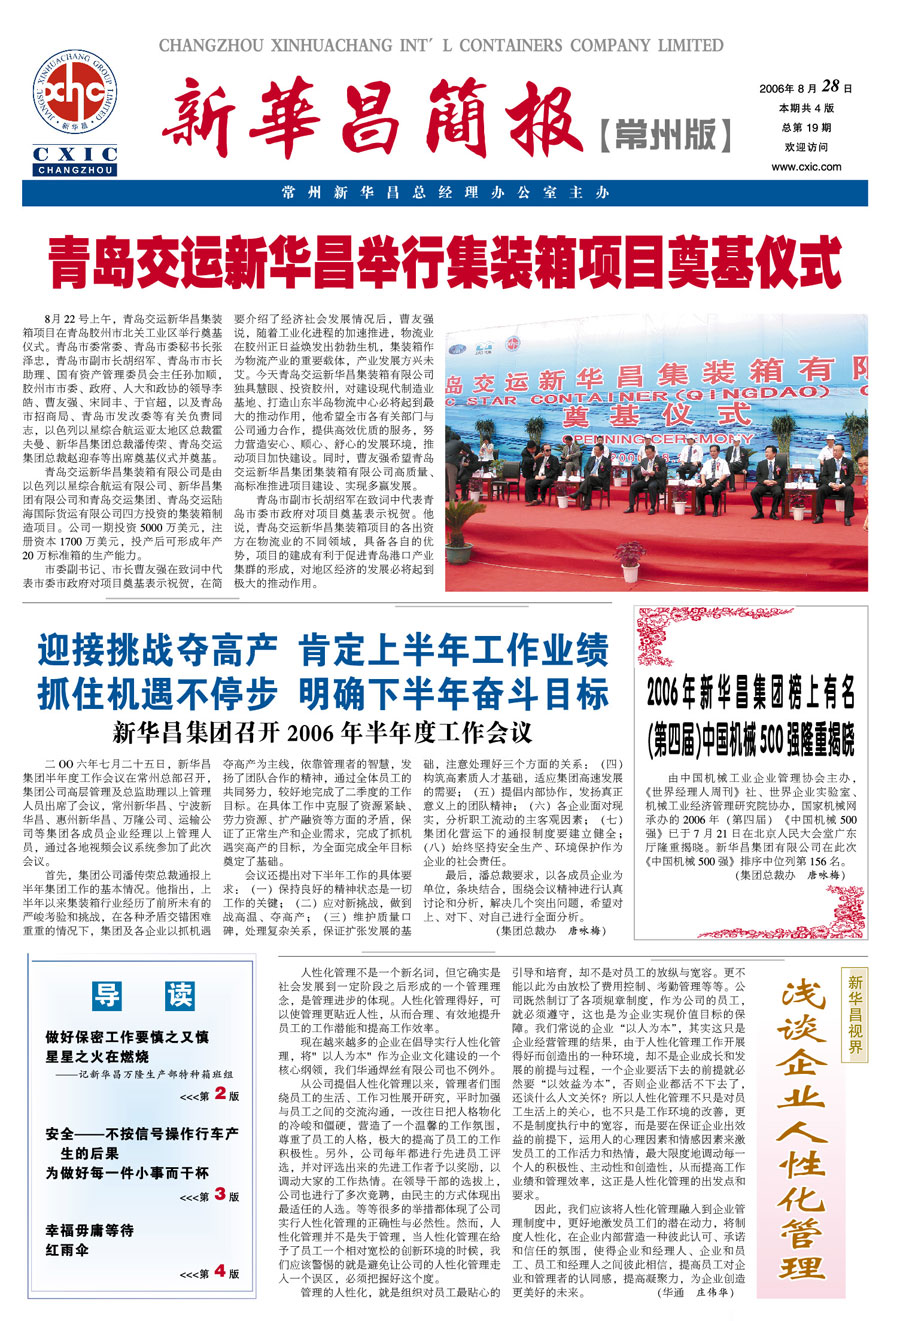 CHANGZHOU XINHUACHANG INT' L CONTAINERS COMPANY LIMITED
JIANGSU XINHUACHANG GROUP LIMITED
xhc
新华昌
CXIC
CHANGZHOU
新華昌簡报
【常州版】
2006年 8 月 28 日
本期共 4 版
总第 19 期
欢迎访问
www.cxic.com
常州新华昌总经理办公室主办
青岛交运新华昌举行集装箱项目奠基仪式
8月 22 号上午，青岛交运新华昌集装
箱项目在青岛胶州市北关工业区举行奠基
仪式。青岛市委常委、青岛市委秘书长张
泽忠，青岛市副市长胡绍军、青岛市市长
助理、国有资产管理委员会主任孙加顺，
胶州市市委、政府、人大和政协的领导李
皓、曹友强、宋同丰、于官超，以及青岛
市招商局、青岛市发改委等有关负责同
志，以色列以星综合航运亚太地区总裁霍
夫曼、新华昌集团总裁潘传荣、青岛交运
集团总裁赵迎春等出席奠基仪式并奠基。
青岛交运新华昌集装箱有限公司是由
以色列以星综合航运有限公司、新华昌集
团有限公司和青岛交运集团、青岛交运陆
海国际货运有限公司四方投资的集装箱制
造项目。公司一期投资 5000 万美元，注
册资本 1700 万美元，投产后可形成年产
20 万标准箱的生产能力。
市委副书记、市长曹友强在致词中代
表市委市政府对项目奠基表示祝贺，在简
要介绍了经济社会发展情况后，曹友强
说，随着工业化进程的加速推进，物流业
在胶州正日益焕发出勃勃生机，集装箱作
为物流产业的重要载体，产业发展方兴未
艾。今天青岛交运新华昌集装箱有限公司
独具慧眼、投资胶州，对建设现代制造业
基地、打造山东半岛物流中心必将起到最
大的推动作用，他希望全市各有关部门与
公司通力合作，提供高效优质的服务，努
力营造安心、顺心、舒心的发展环境，推
动项目加快建设。同时，曹友强希望青岛
交运新华昌集团集装箱有限公司高质量、
高标准推进项目建设、实现多赢发展。
青岛市副市长胡绍军在致词中代表青
岛市委市政府对项目奠基表示祝贺。他
说，青岛交运新华昌集装箱项目的各出资
方在物流业的不同领域，具备各自的优
势，项目的建成有利于促进青岛港口产业
集群的形成，对地区经济的发展必将起到
极大的推动作用。
岛交运新华昌集装箱有限
C STAR CONTAINER (QINGDAO) C
奠基仪式
OPENNING CEREMONY
迎接挑战夺高产 肯定上半年工作业绩
抓住机遇不停步 明确下半年奋斗目标
新华昌集团召开 2006 年半年度工作会议
二 OO 六年七月二十五日，新华昌
集团半年度工作会议在常州总部召开，
集团公司高层管理及总监助理以上管理
人员出席了会议，常州新华昌、宁波新
华昌、惠州新华昌、万隆公司、运输公
司等集团各成员企业经理以上管理人
员，通过各地视频会议系统参加了此次
会议。
首先，集团公司潘传荣总裁通报上
半年集团工作的基本情况。他指出，上
半年以来集装箱行业经历了前所未有的
严峻考验和挑战，在各种矛盾交错困难
重重的情况下，集团及各企业以抓机遇
夺高产为主线，依靠管理者的智慧，发
扬了团队合作的精神，通过全体员工的
共同努力，较好地完成了二季度的工作
目标。在具体工作中克服了资源紧缺、
劳力资源、扩产融资等方面的矛盾，保
证了正常生产和企业需求，完成了抓机
遇突高产的目标，为全面完成全年目标
奠定了基础。
会议还提出对下半年工作的具体要
求；（一）保持良好的精神状态是一切
工作的关键；（二）应对新挑战，做到
战高温、夺高产；（三）维护质量口
碑，处理复杂关系，保证扩张发展的基
础，注意处理好三个方面的关系；（四）
构筑高素质人才基础，适应集团高速发展
的需要；（五）提倡内部协作，发扬真正
意义上的团队精神；（六）各企业面对现
实，分析职工流动的主客观因素；（七）
集团化营运下的通报制度要建立健全；
（八）始终坚持安全生产、环境保护作为
企业的社会责任。
最后，潘总裁要求，以各成员企业为
单位，条块结合，围绕会议精神进行认真
讨论和分析，解决几个突出问题，希望对
上、对下、对自己进行全面分析。
(集团总裁办 唐咏梅)
2006 年新华昌集团榜上有名
(第四届)中国机械 500 强隆重揭晓
由中国机械工业企业管理协会主办，
《世界经理人周刊》社、世界企业实验室、
机械工业经济管理研究院协办，国家机械网
承办的 2006 年（第四届）《中国机械 500
强》已于 7 月 21 日在北京人民大会堂广东
厅隆重揭晓。新华昌集团有限公司在此次
《中国机械 500 强》排序中位列第 156 名。
(集团总裁办 唐咏梅)
导 读
做好保密工作要慎之又慎
星星之火在燃烧
——记新华昌万隆生产部特种箱班组
<<<第 2 版
安全——不按信号操作行车产
生的后果
为做好每一件小事而干杯
<<<第 3 版
幸福毋庸等待
红雨伞
<<<第 4 版
人性化管理不是一个新名词，但它确实是
社会发展到一定阶段之后形成的一个管理理
念，是管理进步的体现。人性化管理得好，可
以使管理更贴近人性，从而合理、有效地提升
员工的工作潜能和提高工作效率。
现在越来越多的企业在倡导实行人性化管
理，将"以人为本"作为企业文化建设的一个
核心纲领，我们华通焊丝有限公司也不例外。
从公司提倡人性化管理以来，管理者们围
绕员工的生活、工作习性展开研究，平时加强
与员工之间的交流沟通，一改往日把人格物化
的冷峻和僵硬，营造了一个温馨的工作氛围，
尊重了员工的人格，极大的提高了员工的工作
积极性。另外，公司每年都进行先进员工评
选，并对评选出来的先进工作者予以奖励，以
调动大家的工作热情。在领导干部的选拔上，
公司也进行了多次竞聘，由民主的方式体现出
最适任的人选。等等很多的举措都体现了公司
实行人性化管理的正确性与必然性。然而，人
性化管理并不是失于管理，当人性化管理在给
予了员工一个相对宽松的创新环境的时候，我
们应该警惕的就是避免让公司的人性化管理走
入一个误区，必须把握好这个度。
管理的人性化，就是组织对员工最贴心的
引导和培育，却不是对员工的放纵与宽容。更不
能以此为由放松了费用控制、考勤管理等等。公
司既然制订了各项规章制度，作为公司的员工，
就必须遵守，这也是为企业实现价值目标的保
障。我们常说的企业“以人为本”，其实这只是
企业经营管理的结果，由于人性化管理工作开展
得好而创造出的一种环境，却不是企业成长和发
展的前提与过程，一个企业要活下去的前提就必
然要“以效益为本”，否则企业都活不下去了，
还谈什么人文关怀？所以人性化管理不只是对员
工生活上的关心，也不只是工作环境的改善，更
不是制度执行中的宽容，而是要在保证企业出效
益的前提下，运用人的心理因素和情感因素来激
发员工的工作活力和热情，最大限度地调动每一
个人的积极性、主动性和创造性，从而提高工作
业绩和管理效率，这正是人性化管理的出发点和
要求。
因此，我们应该将人性化管理融入到企业管
理制度中，更好地激发员工们的潜在动力，将制
度人性化，在企业内部营造一种彼此认可、承诺
和信任的氛围，使得企业和经理人、企业和员
工、员工和经理人之间彼此相信，提高员工对企
业和管理者的认同感，提高凝聚力，为企业创造
更美好的未来。 (华通 庄伟华)
新华昌视界
浅谈企业人性化管理